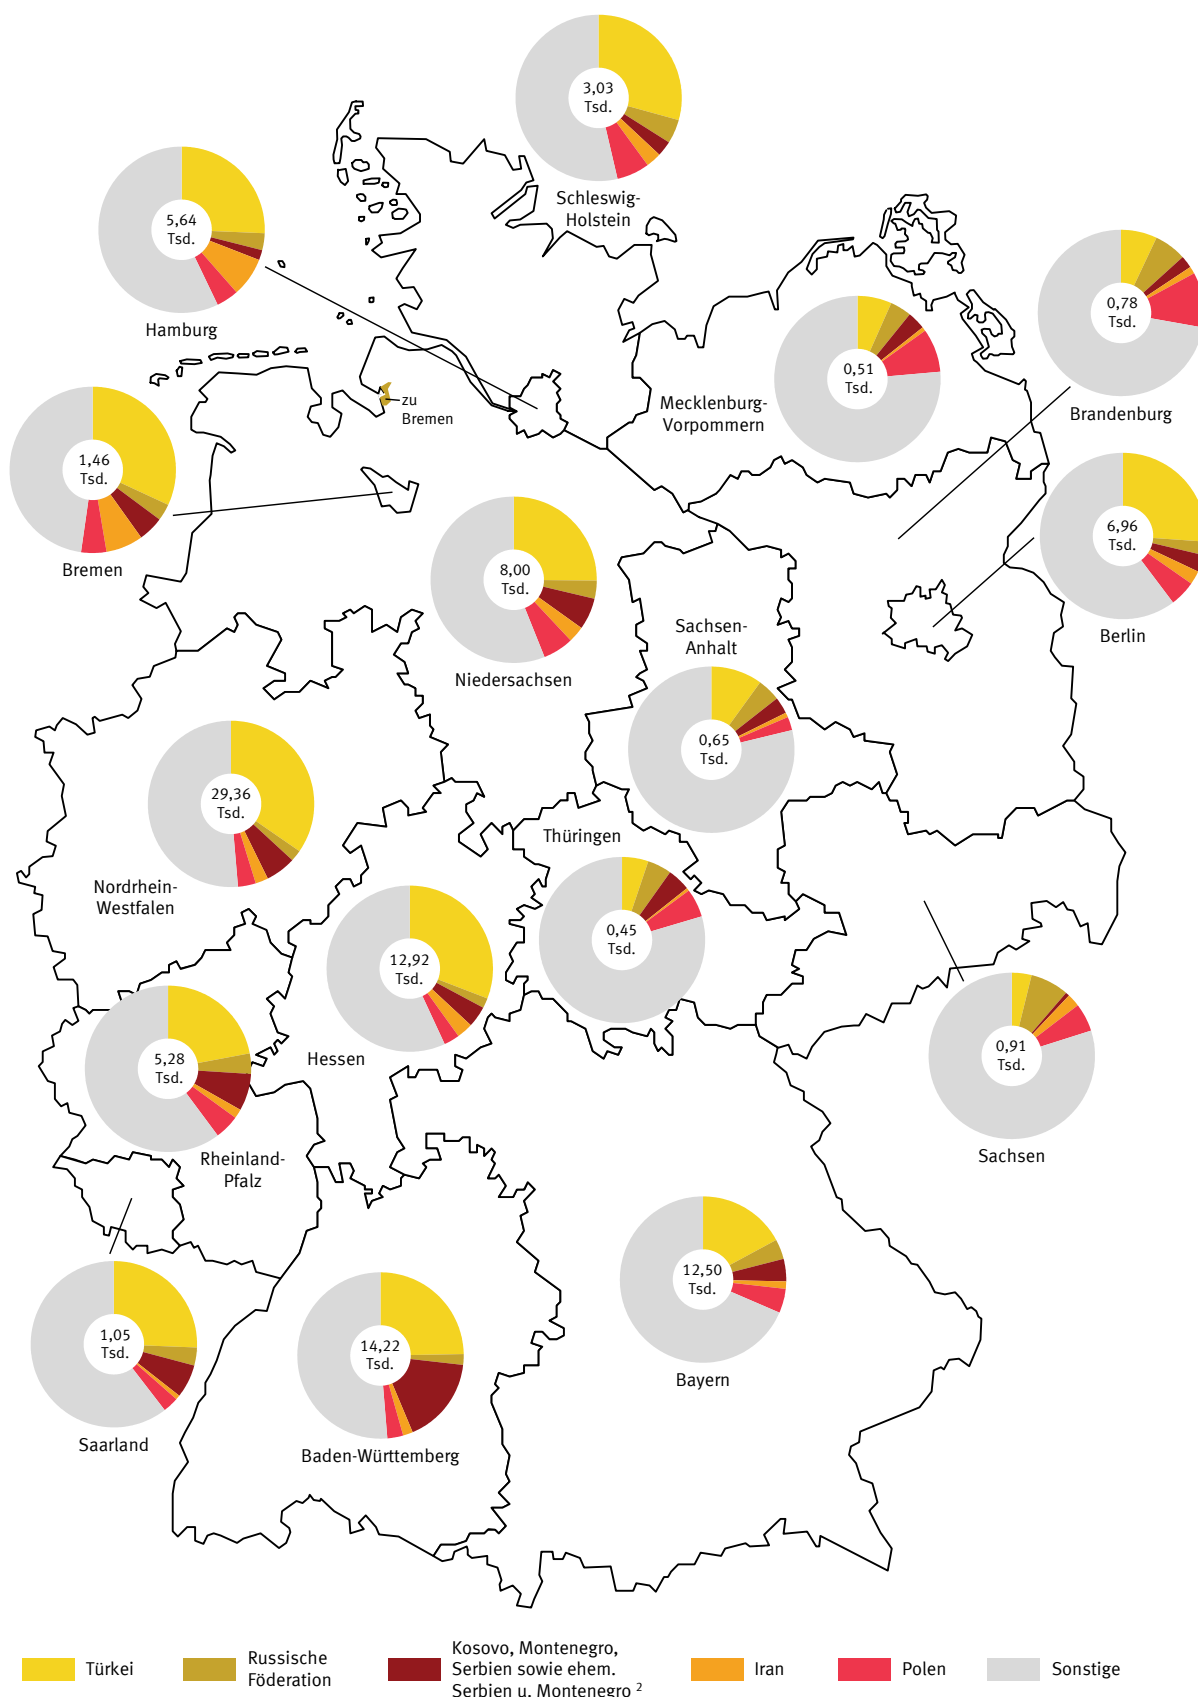 3,03
Tsd.
Schleswig-
Holstein
5,64
Tsd.
Hamburg
0,78
Tsd.
Brandenburg
0,51
Tsd.
Mecklenburg-
Vorpommern
zu
Bremen
1,46
Tsd.
Bremen
6,96
Tsd.
Berlin
8,00
Tsd.
Niedersachsen
Sachsen-
Anhalt
0,65
Tsd.
29,36
Tsd.
Nordrhein-
Westfalen
Thüringen
0,45
Tsd.
12,92
Tsd.
Hessen
5,28
Tsd.
Rheinland-
Pfalz
0,91
Tsd.
Sachsen
12,50
Tsd.
Bayern
1,05
Tsd.
Saarland
14,22
Tsd.
Baden-Württemberg
Türkei
Russische
Föderation
Kosovo, Montenegro,
Serbien sowie ehem.
Serbien u. Montenegro ²
Iran
Polen
Sonstige